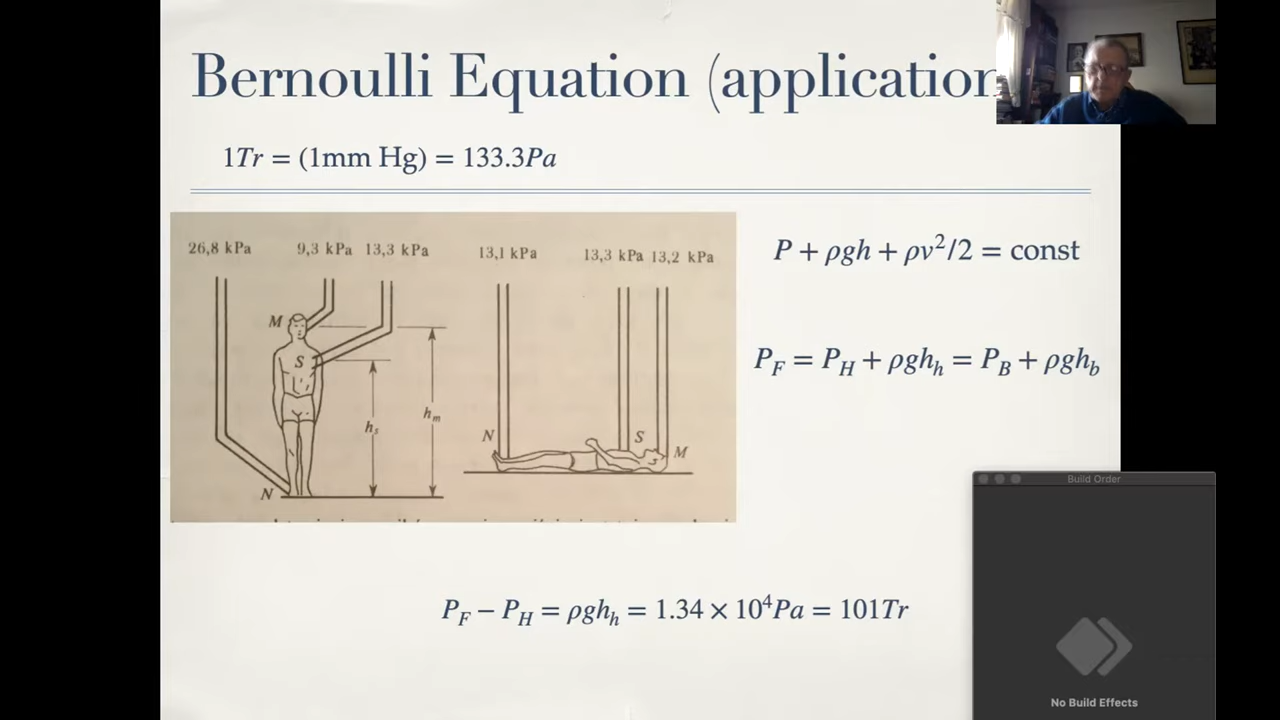 Bernoulli Equation (application
1Tr = (1mm Hg) = 133.3Pa
26,8 kPa 9,3 kPa 13,3 kPa 13,1 kPa 13,3 kPa 13,2 kPa
P + ρgh + ρv²/2 = const
M
S
P_F = P_H + ρgh_h = P_B + ρgh_b
h_s h_m
N S M
N
Build Order
P_F − P_H = ρgh_h = 1.34 × 10⁴Pa = 101Tr
No Build Effects